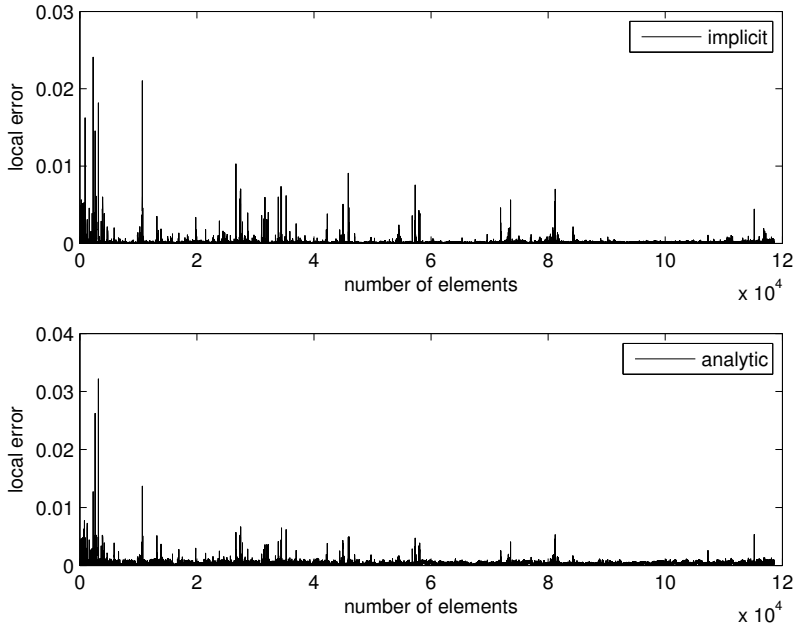 0.03
0.02
0.01
0
local error
implicit
0 2 4 6 8 10 12
number of elements
x 10^4
0.04
0.03
0.02
0.01
0
local error
analytic
0 2 4 6 8 10 12
number of elements
x 10^4